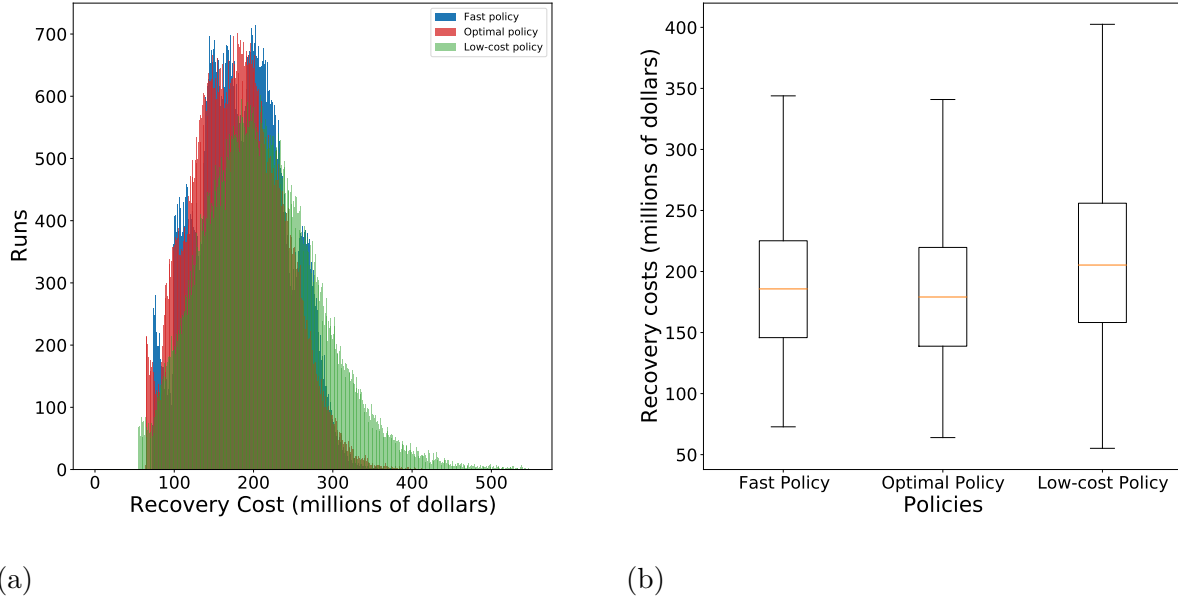 Fast policy
Optimal policy
Low-cost policy
700
600
500
400
300
200
100
0
Runs
0 100 200 300 400 500
Recovery Cost (millions of dollars)
(a)
400
350
300
250
200
150
100
50
Recovery costs (millions of dollars)
Fast Policy Optimal Policy Low-cost Policy
Policies
(b)